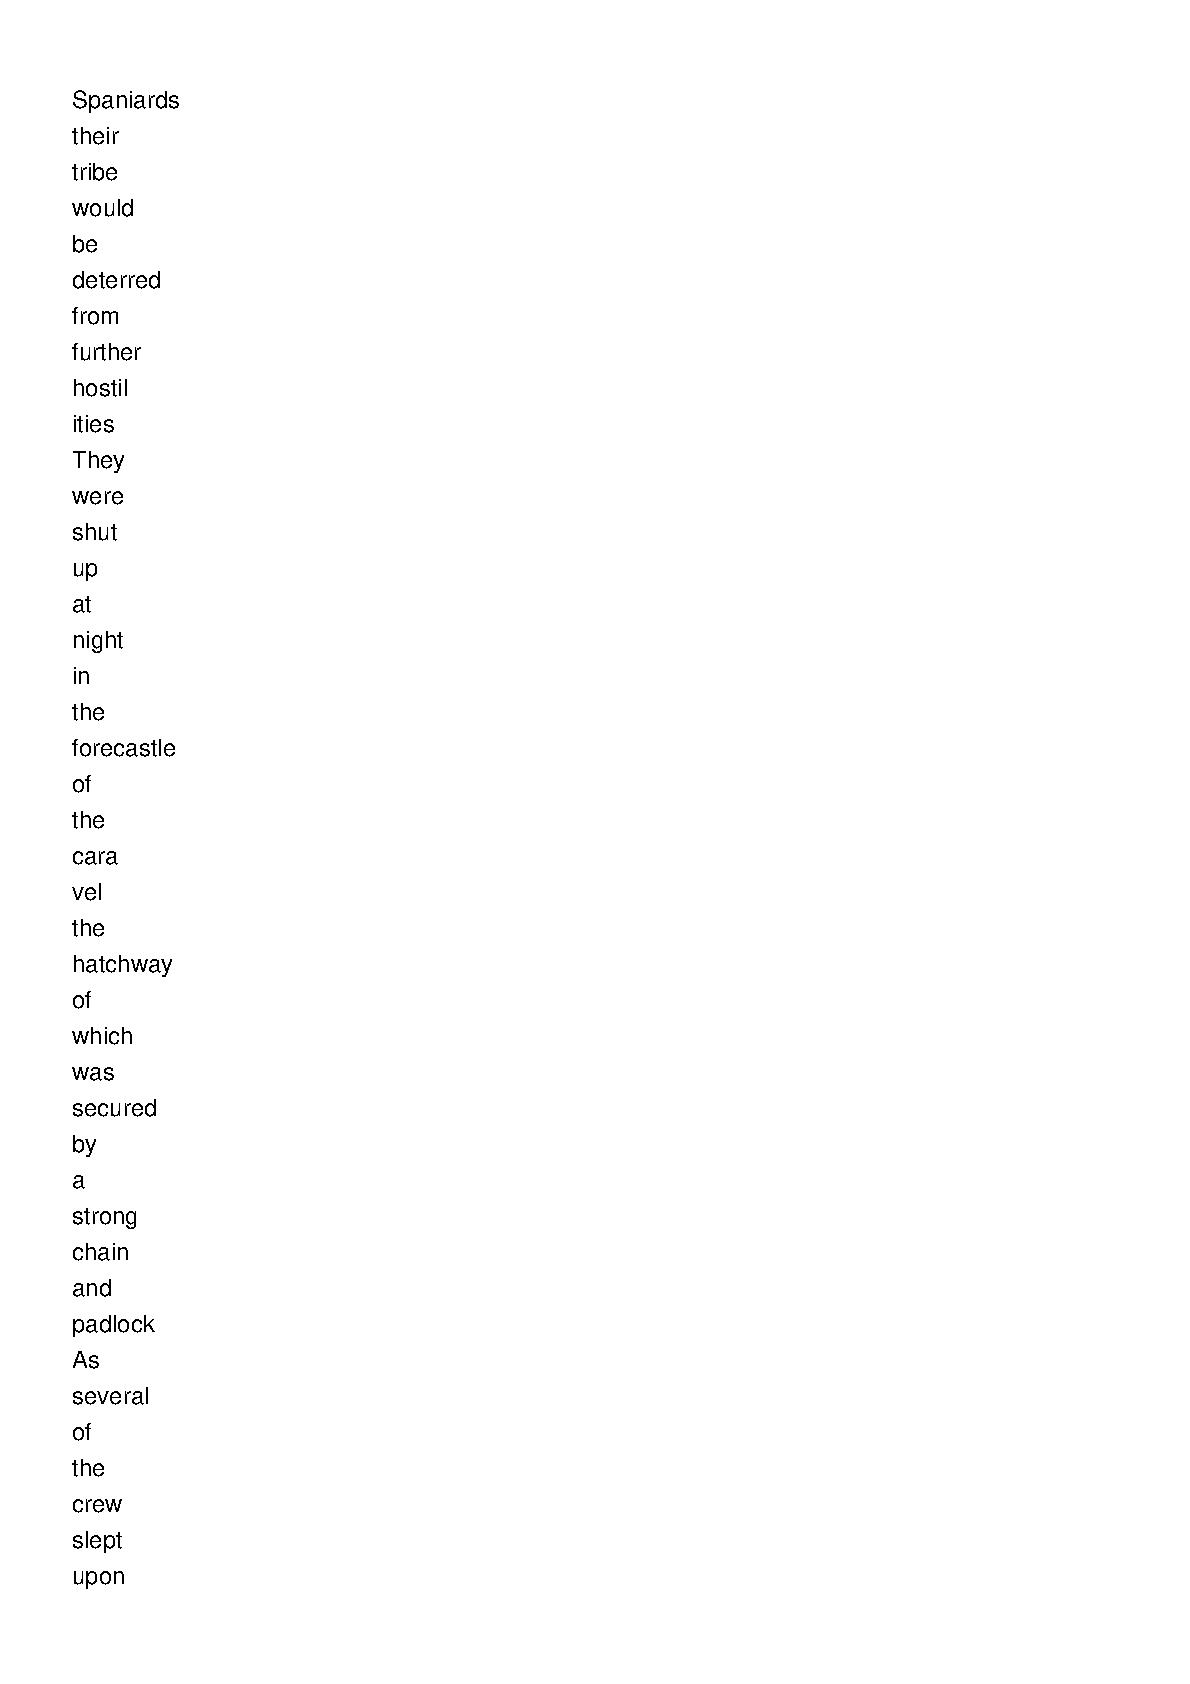 Spaniards
their
tribe
would
be
deterred
from
further
hostil
ities
They
were
shut
up
at
night
in
the
forecastle
of
the
cara
vel
the
hatchway
of
which
was
secured
by
a
strong
chain
and
padlock
As
several
of
the
crew
slept
upon